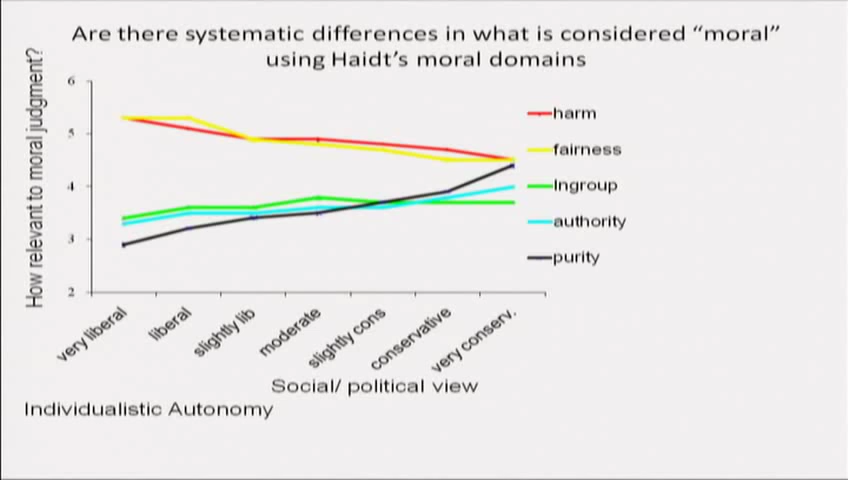 Are there systematic differences in what is considered “moral”
using Haidt’s moral domains
How relevant to moral judgment?
6
5
4
3
2
harm
fairness
Ingroup
authority
purity
very liberal
liberal
slightly lib
moderate
slightly cons
conservative
very conserv.
Social/ political view
Individualistic Autonomy